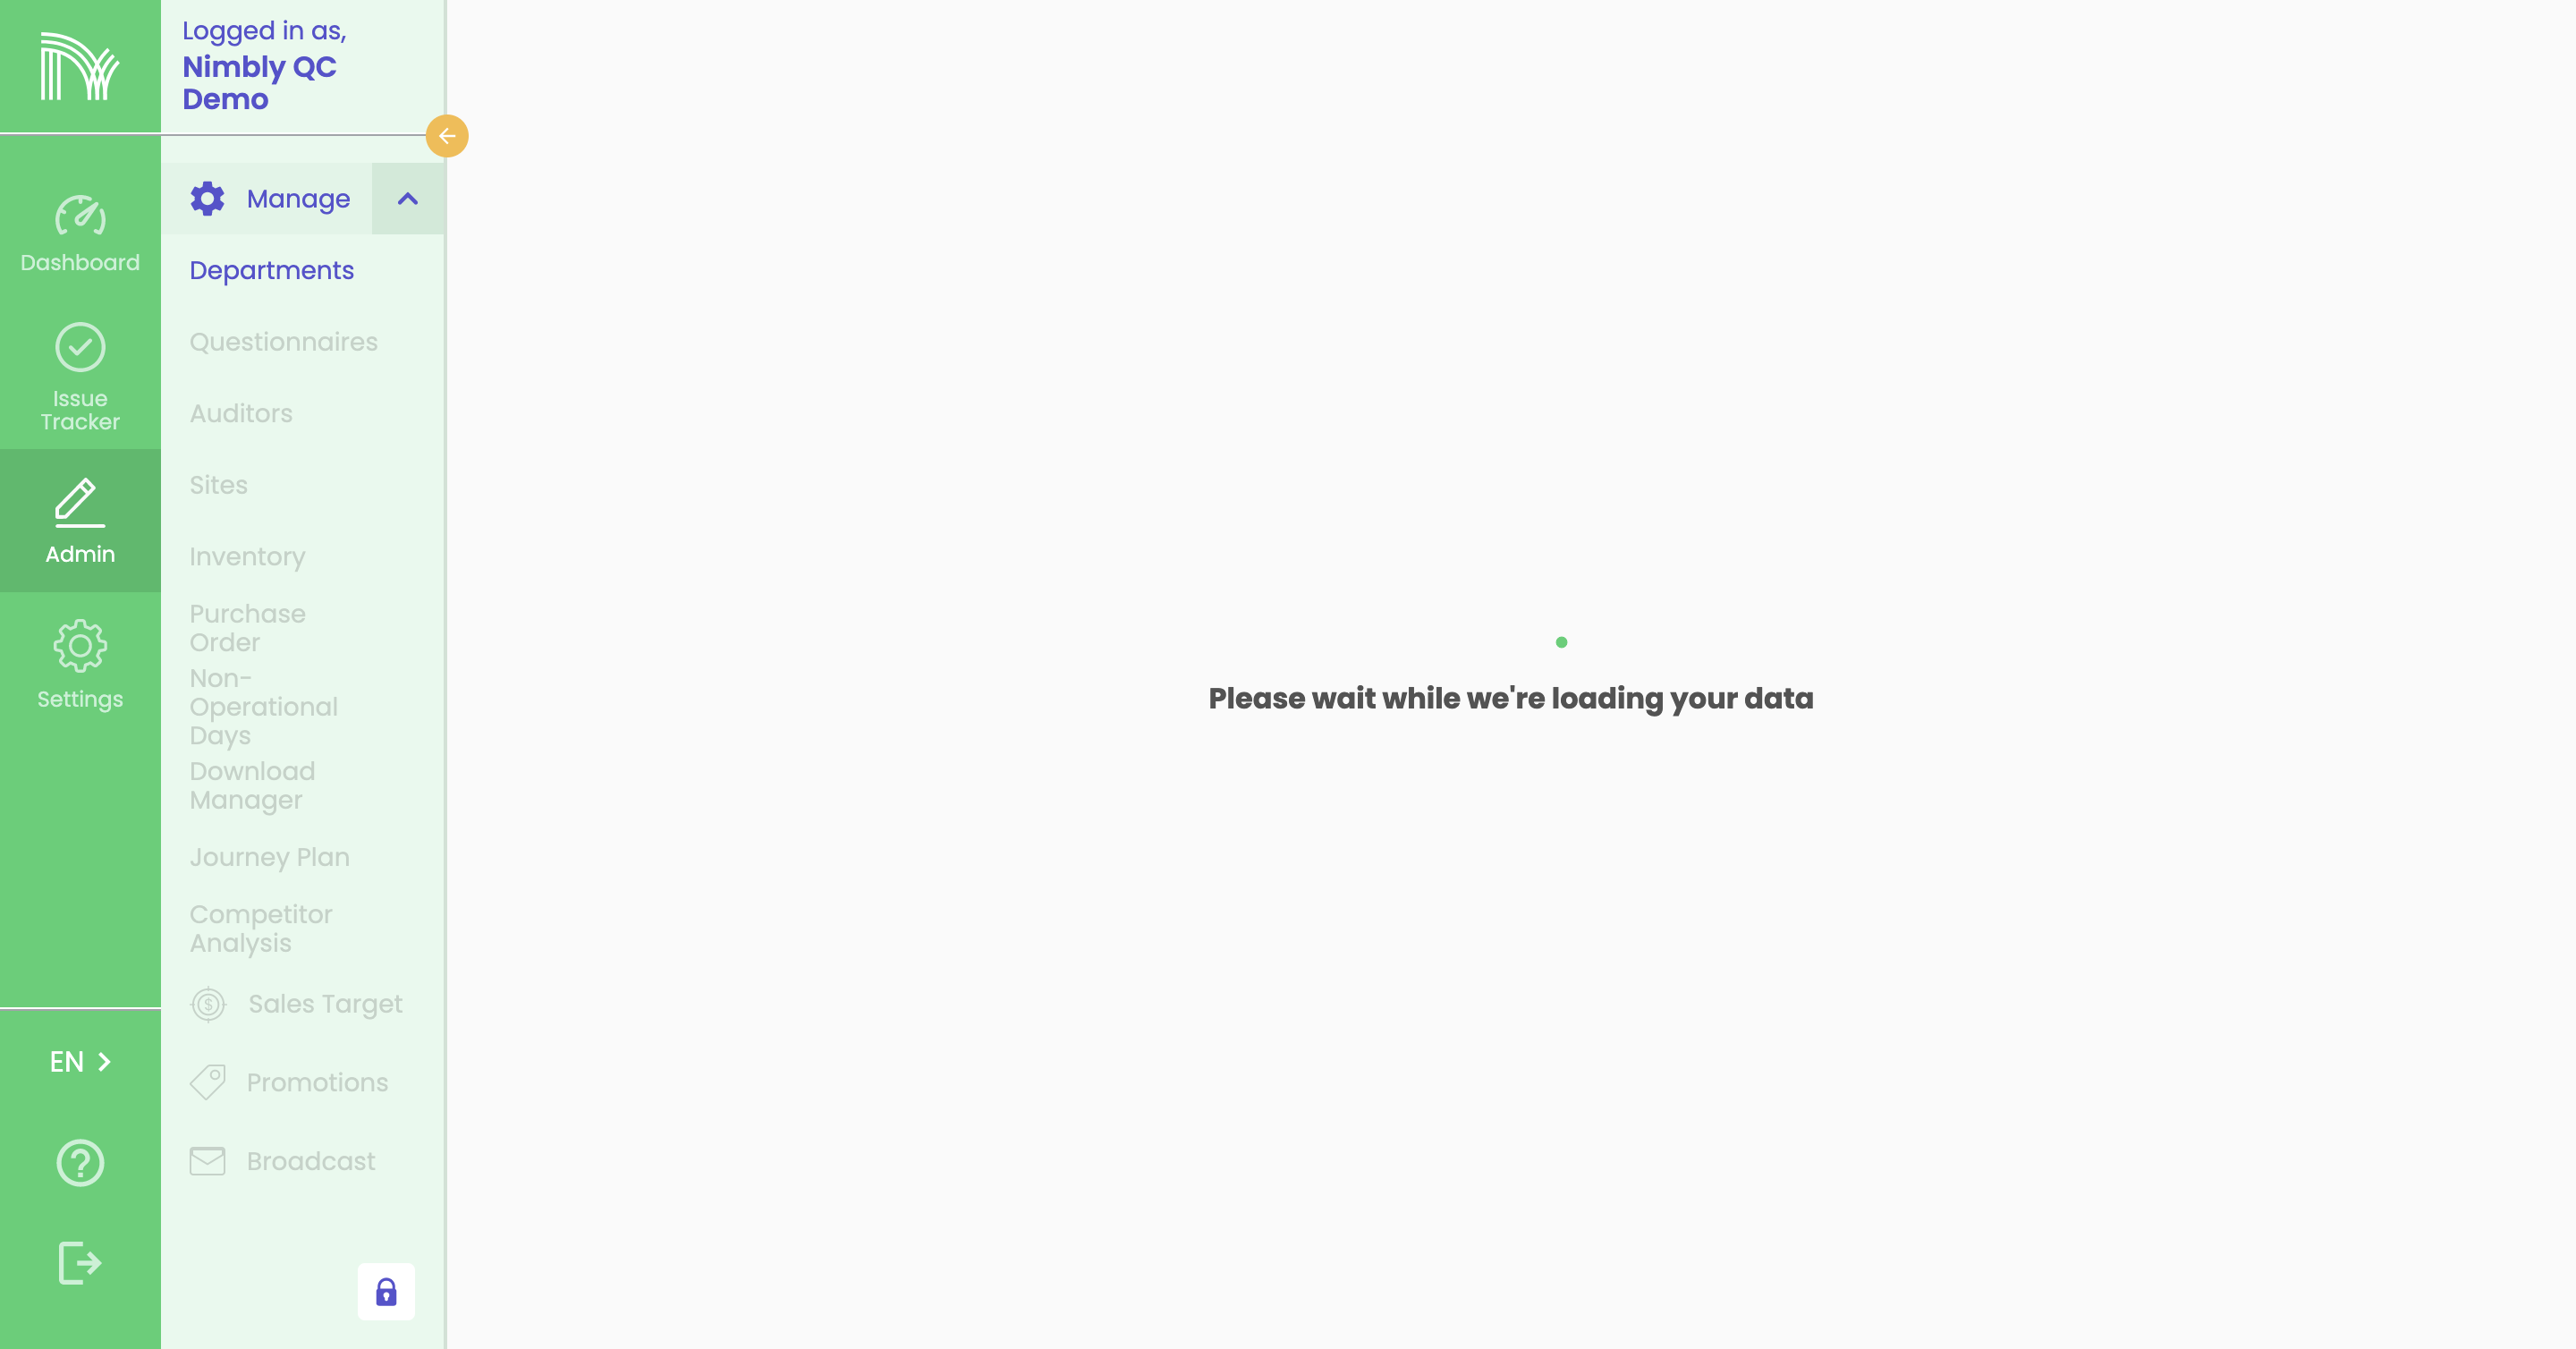 Logged in as,
Nimbly QC
Demo
Dashboard
Issue
Tracker
Admin
Settings
EN
Manage
Departments
Questionnaires
Auditors
Sites
Inventory
Purchase
Order
Non-
Operational
Days
Download
Manager
Journey Plan
Competitor
Analysis
Sales Target
Promotions
Broadcast
Please wait while we're loading your data